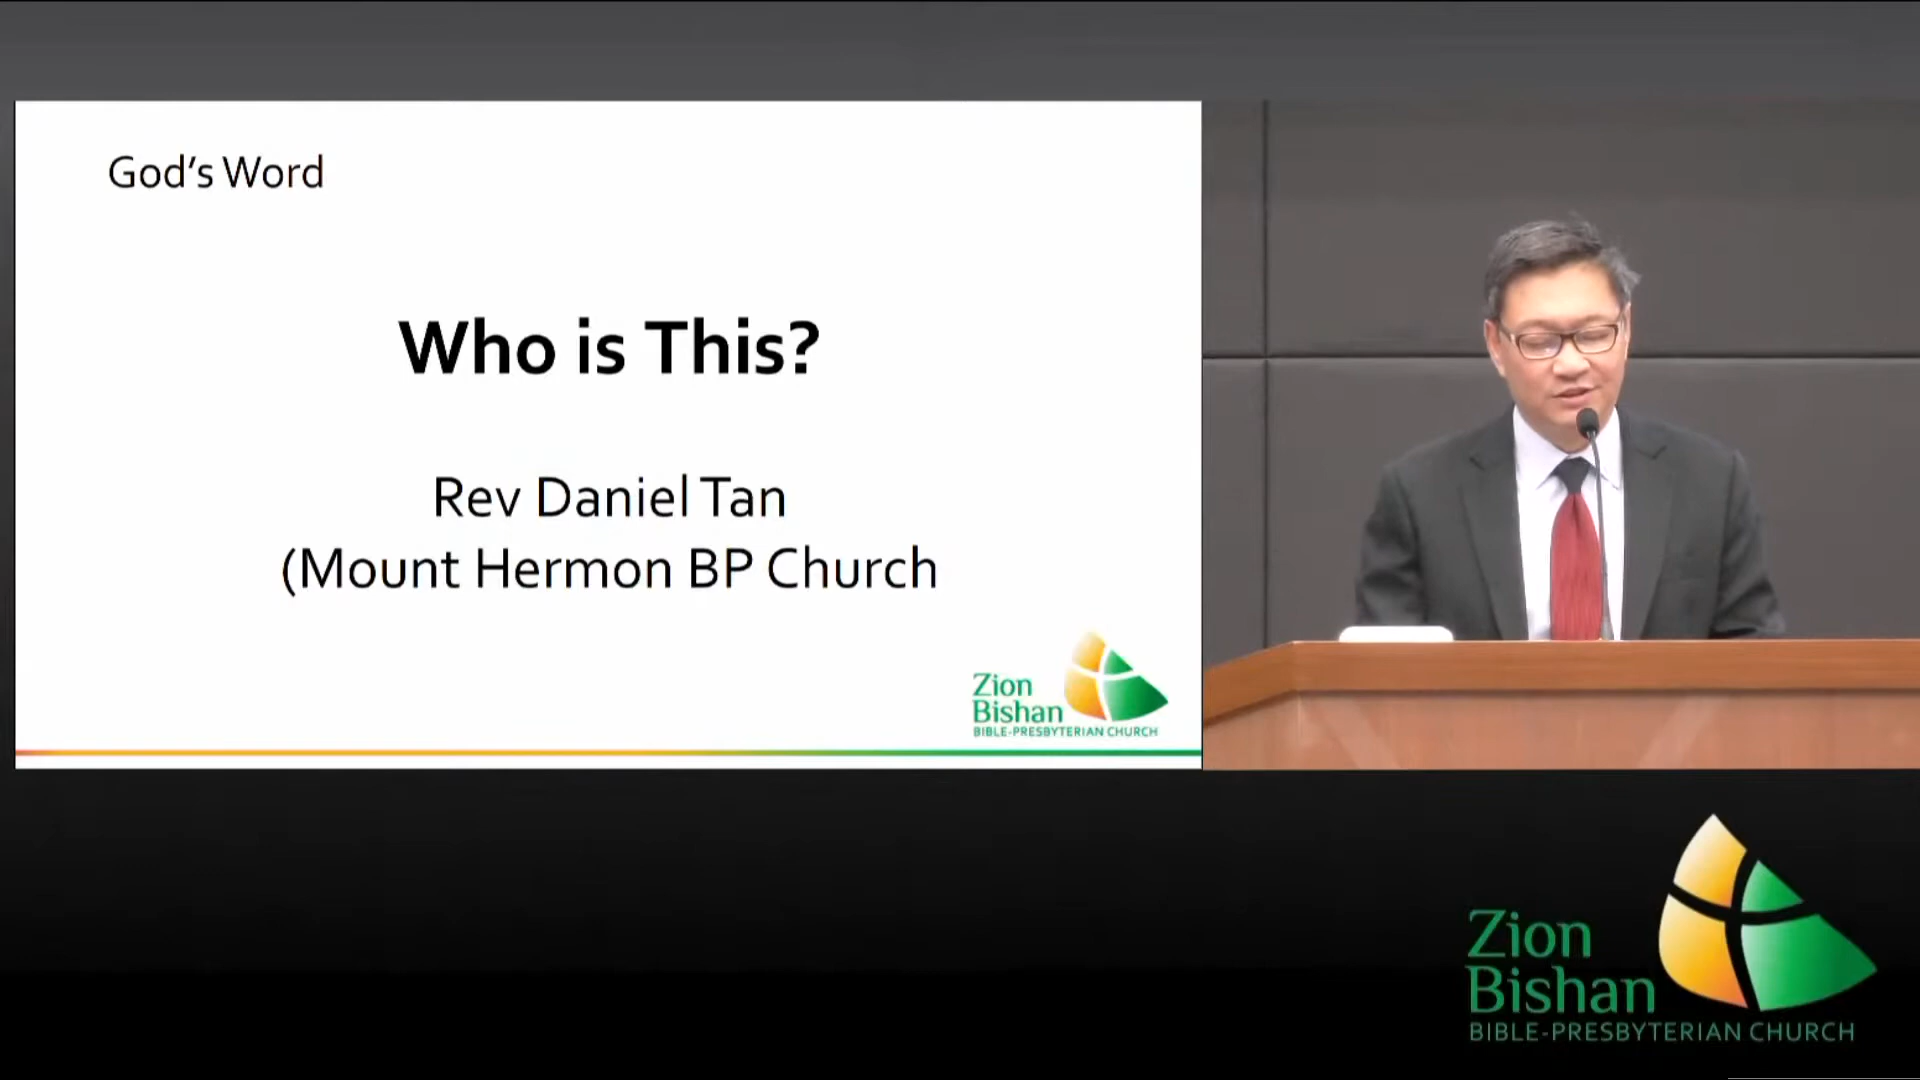 God's Word
Who is This?
Rev Daniel Tan
(Mount Hermon BP Church
Zion
Bishan
BIBLE-PRESBYTERIAN CHURCH
Zion
Bishan
BIBLE-PRESBYTERIAN CHURCH